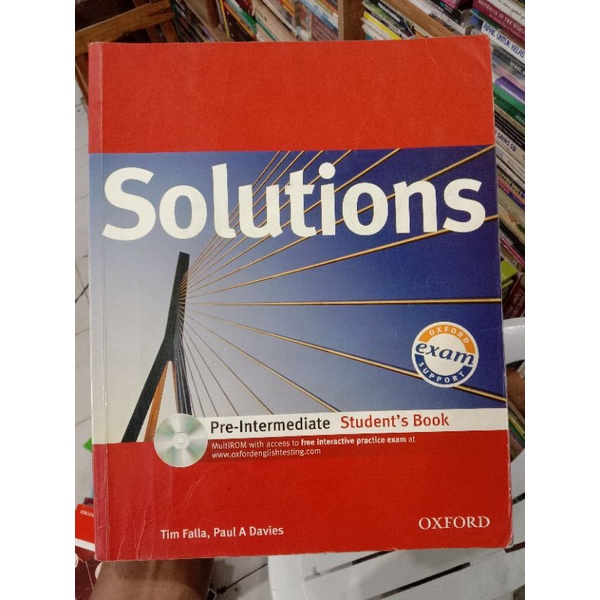 Solutions
OXFORD
exam
SUPPORT
Pre-Intermediate Student's Book
MultiROM with access to free interactive practice exam at
www.oxfordenglishtesting.com
Tim Falla, Paul A Davies
OXFORD